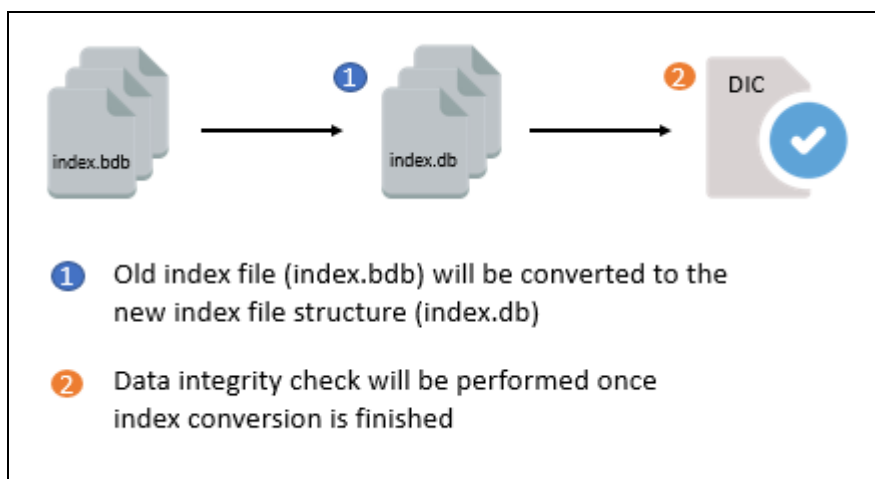 1
2
DIC
index.bdb
index.db
1 Old index file (index.bdb) will be converted to the
new index file structure (index.db)
2 Data integrity check will be performed once
index conversion is finished